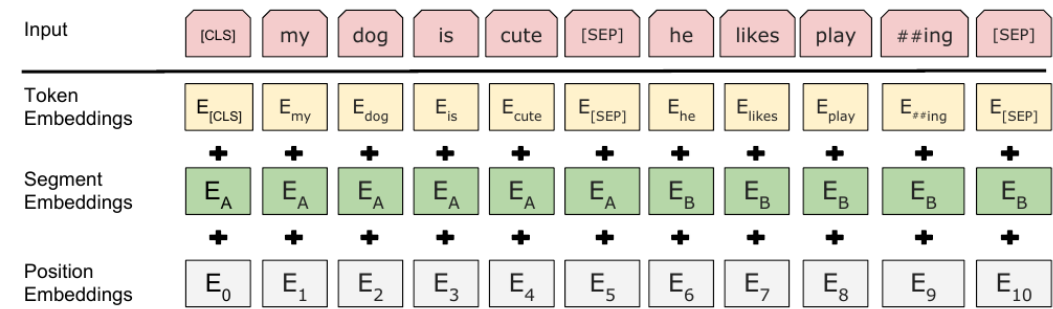 Input [CLS] my dog is cute [SEP] he likes play ##ing [SEP]
Token
Embeddings
E[CLS] Emy Edog Eis Ecute E[SEP] Ehe Elikes Eplay E##ing E[SEP]
+ + + + + + + + + + +
Segment
Embeddings
EA EA EA EA EA EA EB EB EB EB EB
+ + + + + + + + + + +
Position
Embeddings
E0 E1 E2 E3 E4 E5 E6 E7 E8 E9 E10